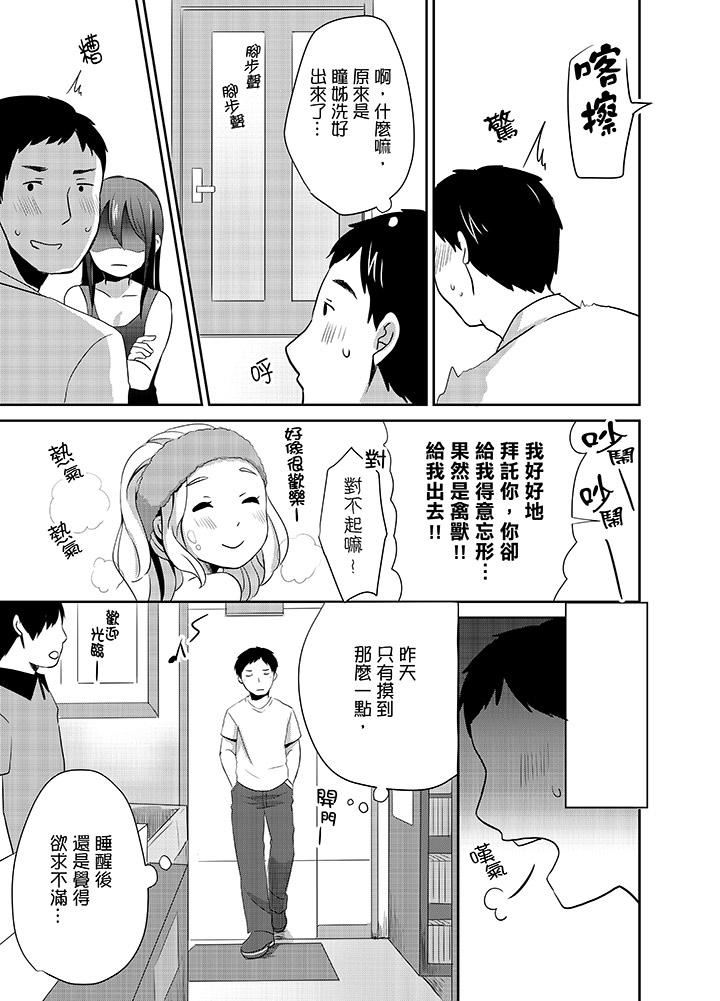 喀擦
驚
啊，什麼嘛，
原來是
瞳姊洗好
出來了…
腳步聲
腳步聲
呼
糟
吵鬧
吵鬧
我好好地
拜託你，你卻
給我得意忘形…
果然是禽獸!!
給我出去!!
對
對不起嘛~
好像很歡樂—
熱氣
熱氣
嘆氣
昨天
只有摸到
那麼一點，
開門
歡迎
光臨—
睡醒後
還是覺得
欲求不滿…